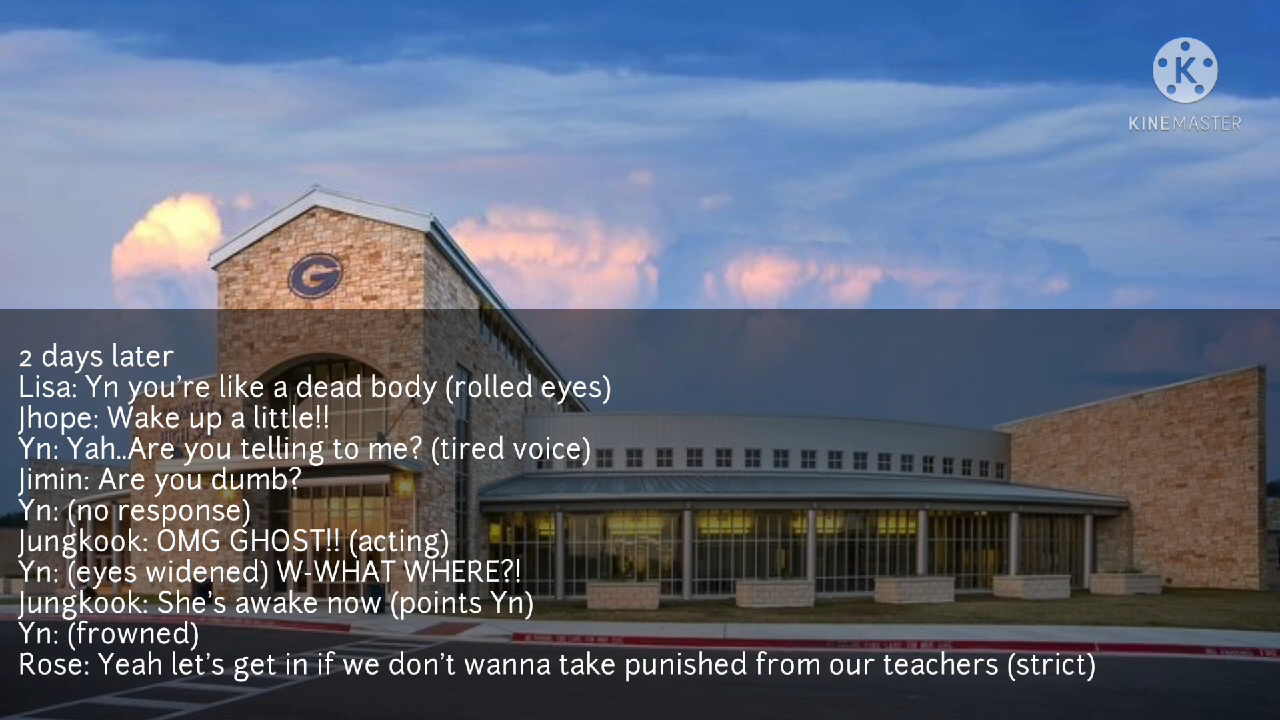 KINEMASTER
G
2 days later
Lisa: Yn you're like a dead body (rolled eyes)
Jhope: Wake up a little!!
Yn: Yah..Are you telling to me? (tired voice)
Jimin: Are you dumb?
Yn: (no response)
Jungkook: OMG GHOST!! (acting)
Yn: (eyes widened) W-WHAT WHERE?!
Jungkook: She's awake now (points Yn)
Yn: (frowned)
Rose: Yeah let's get in if we don't wanna take punished from our teachers (strict)